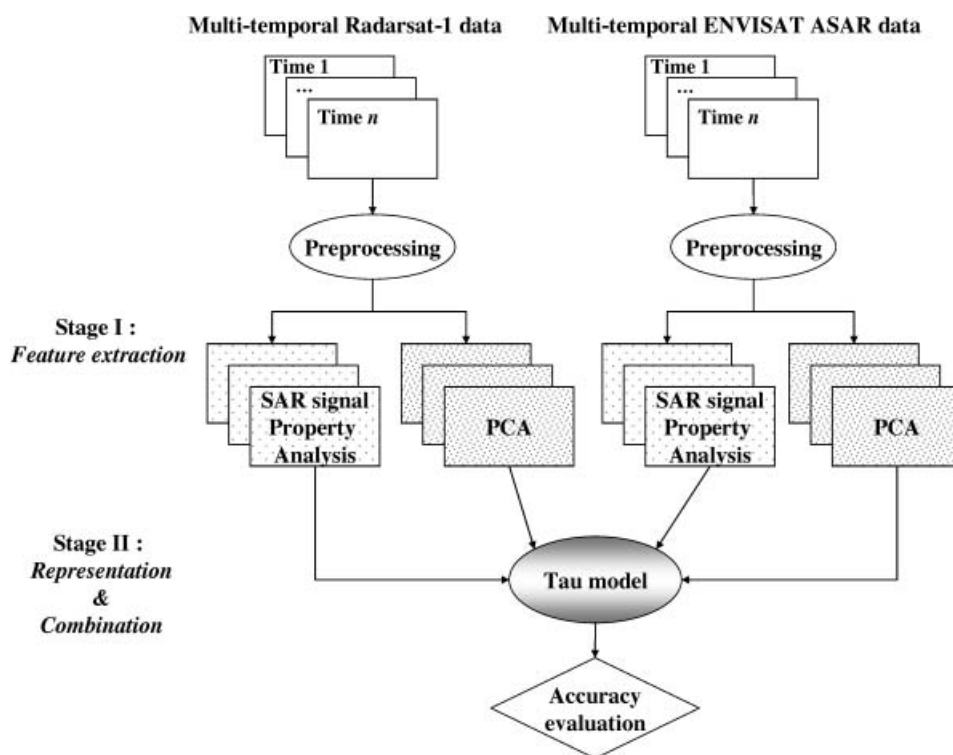 Multi-temporal Radarsat-1 data
Multi-temporal ENVISAT ASAR data
Time 1
...
Time n
Time 1
...
Time n
Preprocessing
Preprocessing
Stage I :
Feature extraction
SAR signal
Property
Analysis
PCA
SAR signal
Property
Analysis
PCA
Stage II :
Representation
&
Combination
Tau model
Accuracy
evaluation